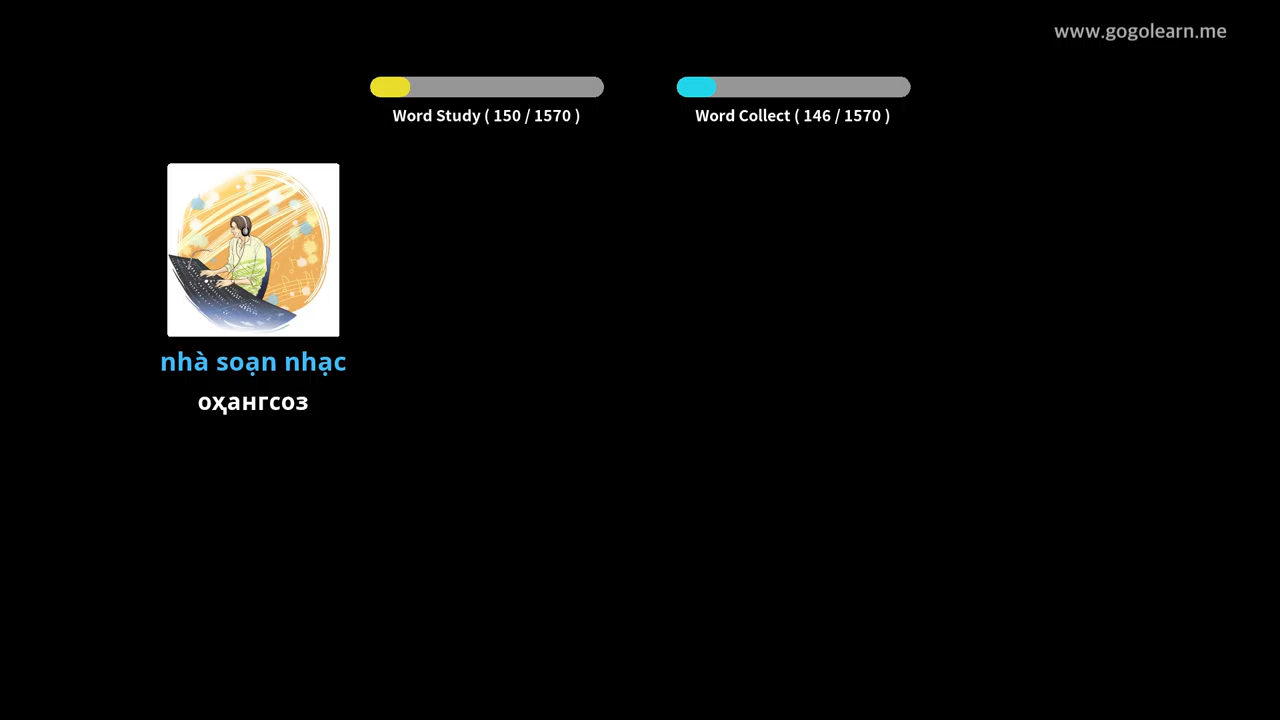 www.gogolearn.me
Word Study ( 150 / 1570 )
Word Collect ( 146 / 1570 )
nhà soạn nhạc
оҳангсоз